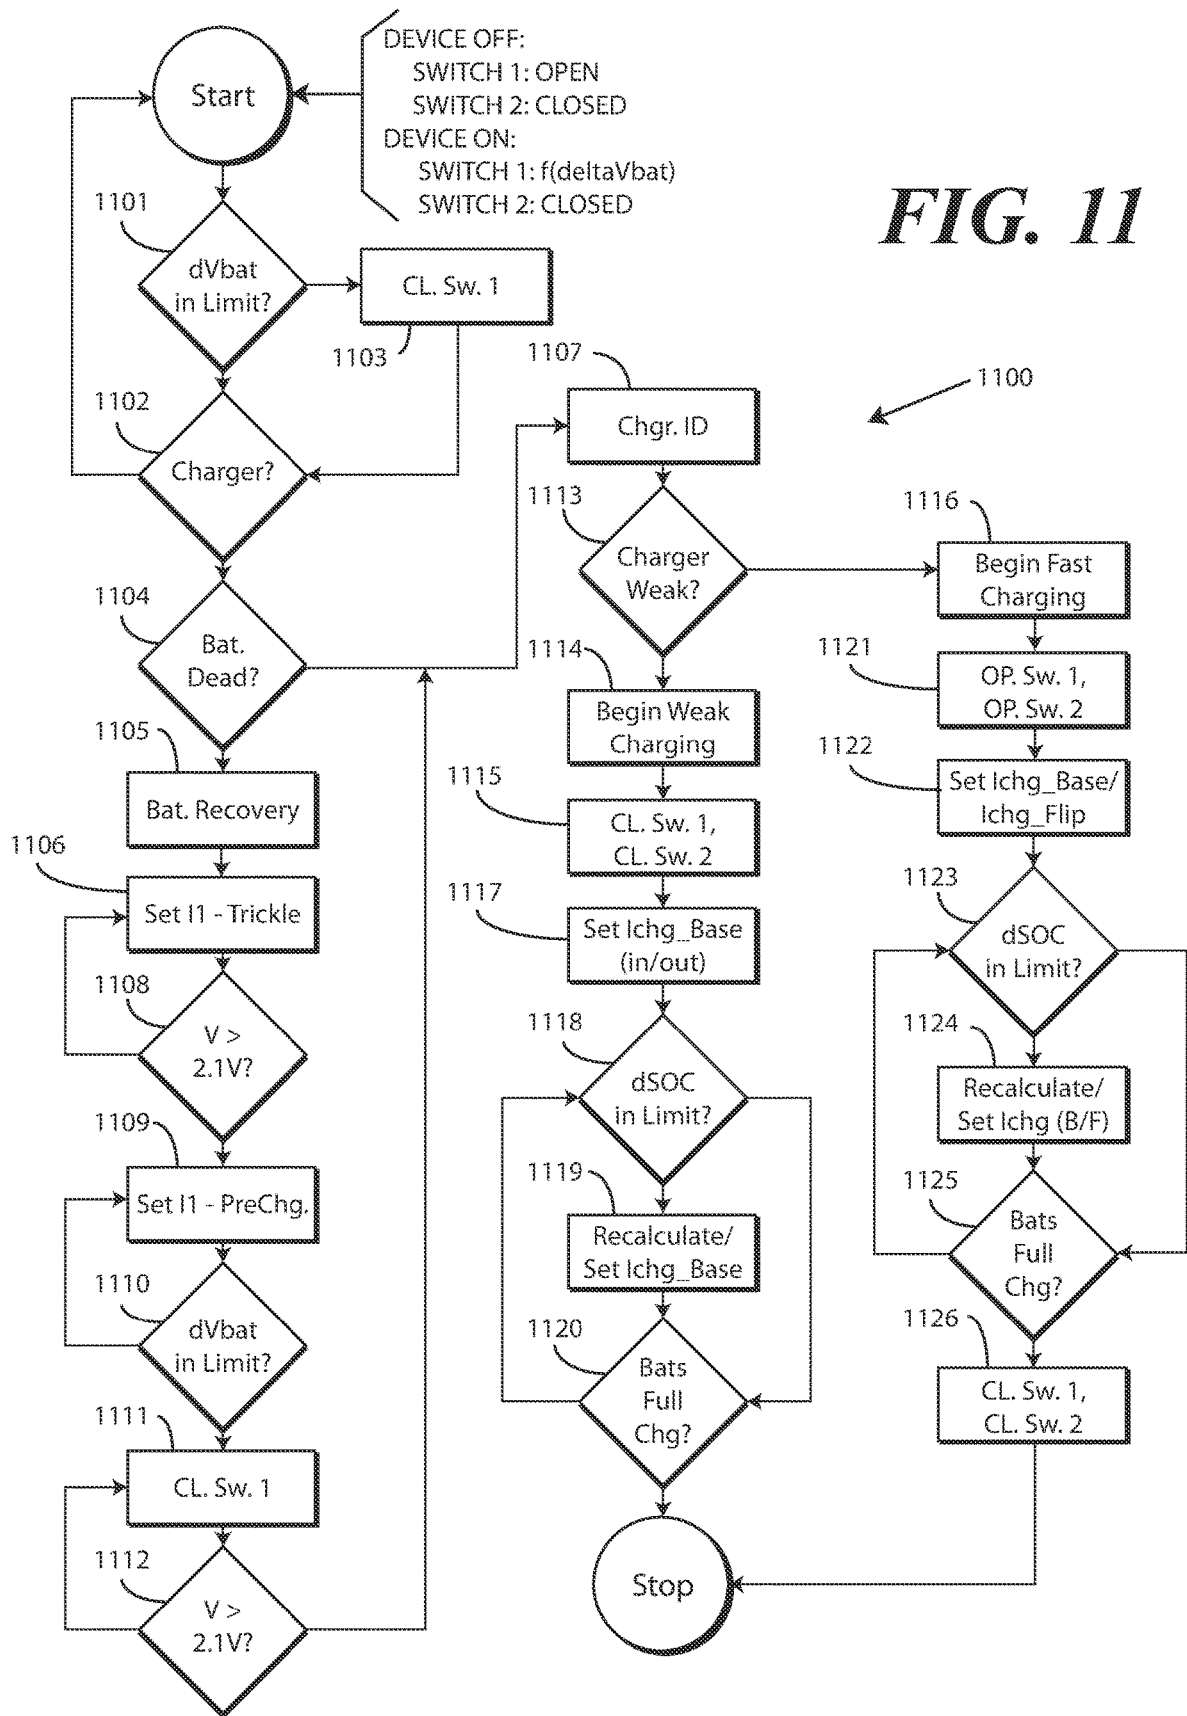 Start
DEVICE OFF:
SWITCH 1: OPEN
SWITCH 2: CLOSED
DEVICE ON:
SWITCH 1: f(deltaVbat)
SWITCH 2: CLOSED
FIG. 11
1101
dVbat
in Limit?
CL. Sw. 1
1103
1102
Charger?
1104
Bat.
Dead?
1105
Bat. Recovery
1106
Set I1 - Trickle
1108
V >
2.1V?
1109
Set I1 - PreChg.
1110
dVbat
in Limit?
1111
CL. Sw. 1
1112
V >
2.1V?
1107
Chgr. ID
1100
1113
Charger
Weak?
1114
Begin Weak
Charging
1115
CL. Sw. 1,
CL. Sw. 2
1117
Set Ichg_Base
(in/out)
1118
dSOC
in Limit?
1119
Recalculate/
Set Ichg_Base
1120
Bats
Full
Chg?
Stop
1116
Begin Fast
Charging
1121
OP. Sw. 1,
OP. Sw. 2
1122
Set Ichg_Base/
Ichg_Flip
1123
dSOC
in Limit?
1124
Recalculate/
Set Ichg (B/F)
1125
Bats
Full
Chg?
1126
CL. Sw. 1,
CL. Sw. 2